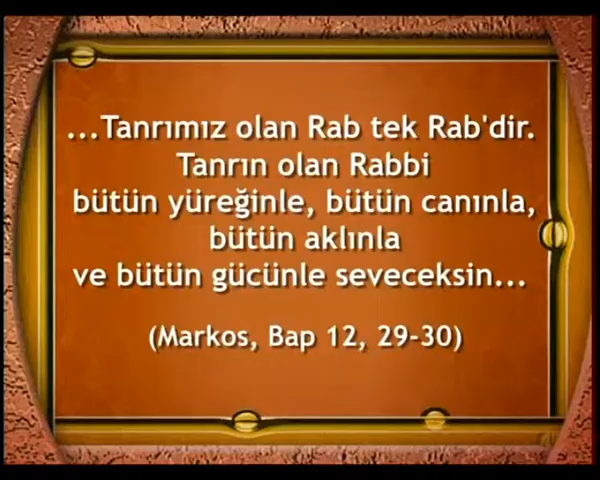 ...Tanrımız olan Rab tek Rab'dir.
Tanrın olan Rabbi
bütün yüreğinle, bütün canınla,
bütün aklınla
ve bütün gücünle seveceksin...
(Markos, Bap 12, 29-30)